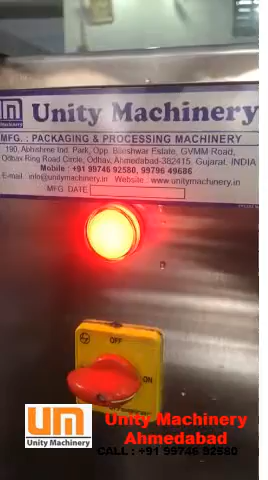 um
Machinery
Unity Machinery
MFG. : PACKAGING & PROCESSING MACHINERY
190, Abhishree Ind. Park, Opp. Bileshwar Estate, GVMM Road,
Odhav Ring Road Circle, Odhav, Ahmedabad-382415. Gujarat, INDIA
Mobile : +91 99746 92580, 99796 49686
E-mail : info@unitymachinery.in Website : www.unitymachinery.in
MFG. DATE
OFF
ON
um
Unity Machinery
Unity Machinery
Ahmedabad
CALL : +91 99746 92580